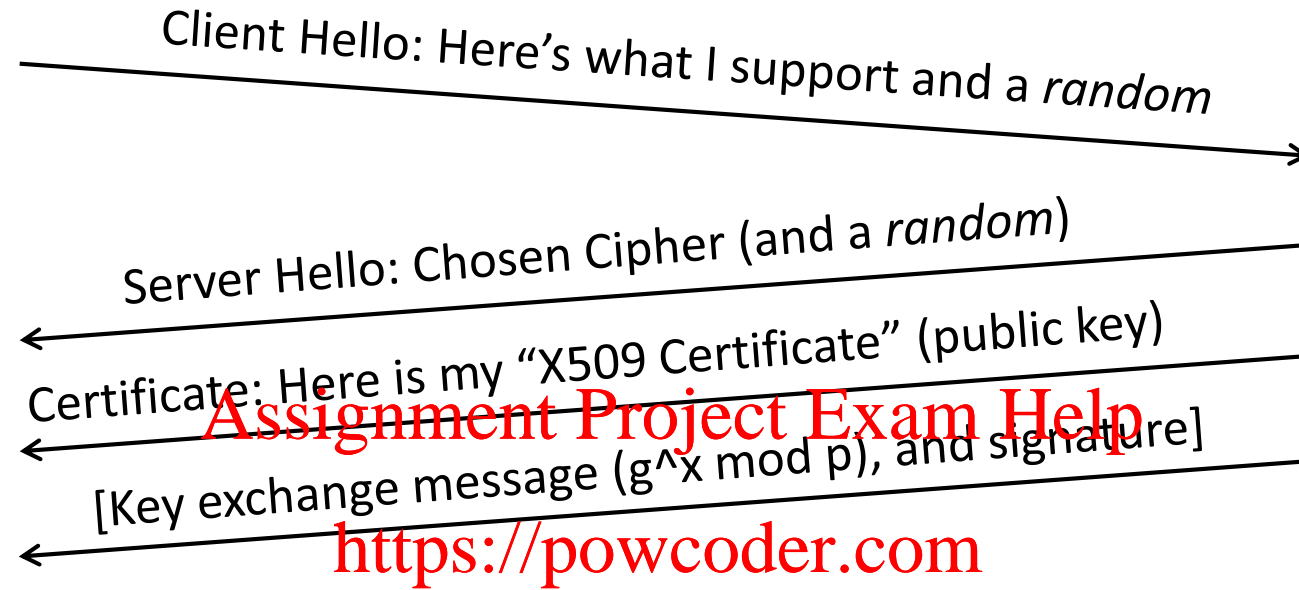 Client Hello: Here’s what I support and a random
Server Hello: Chosen Cipher (and a random)
Certificate: Here is my “X509 Certificate” (public key)
Assignment Project Exam Help
[Key exchange message (g^x mod p), and signature]
https://powcoder.com